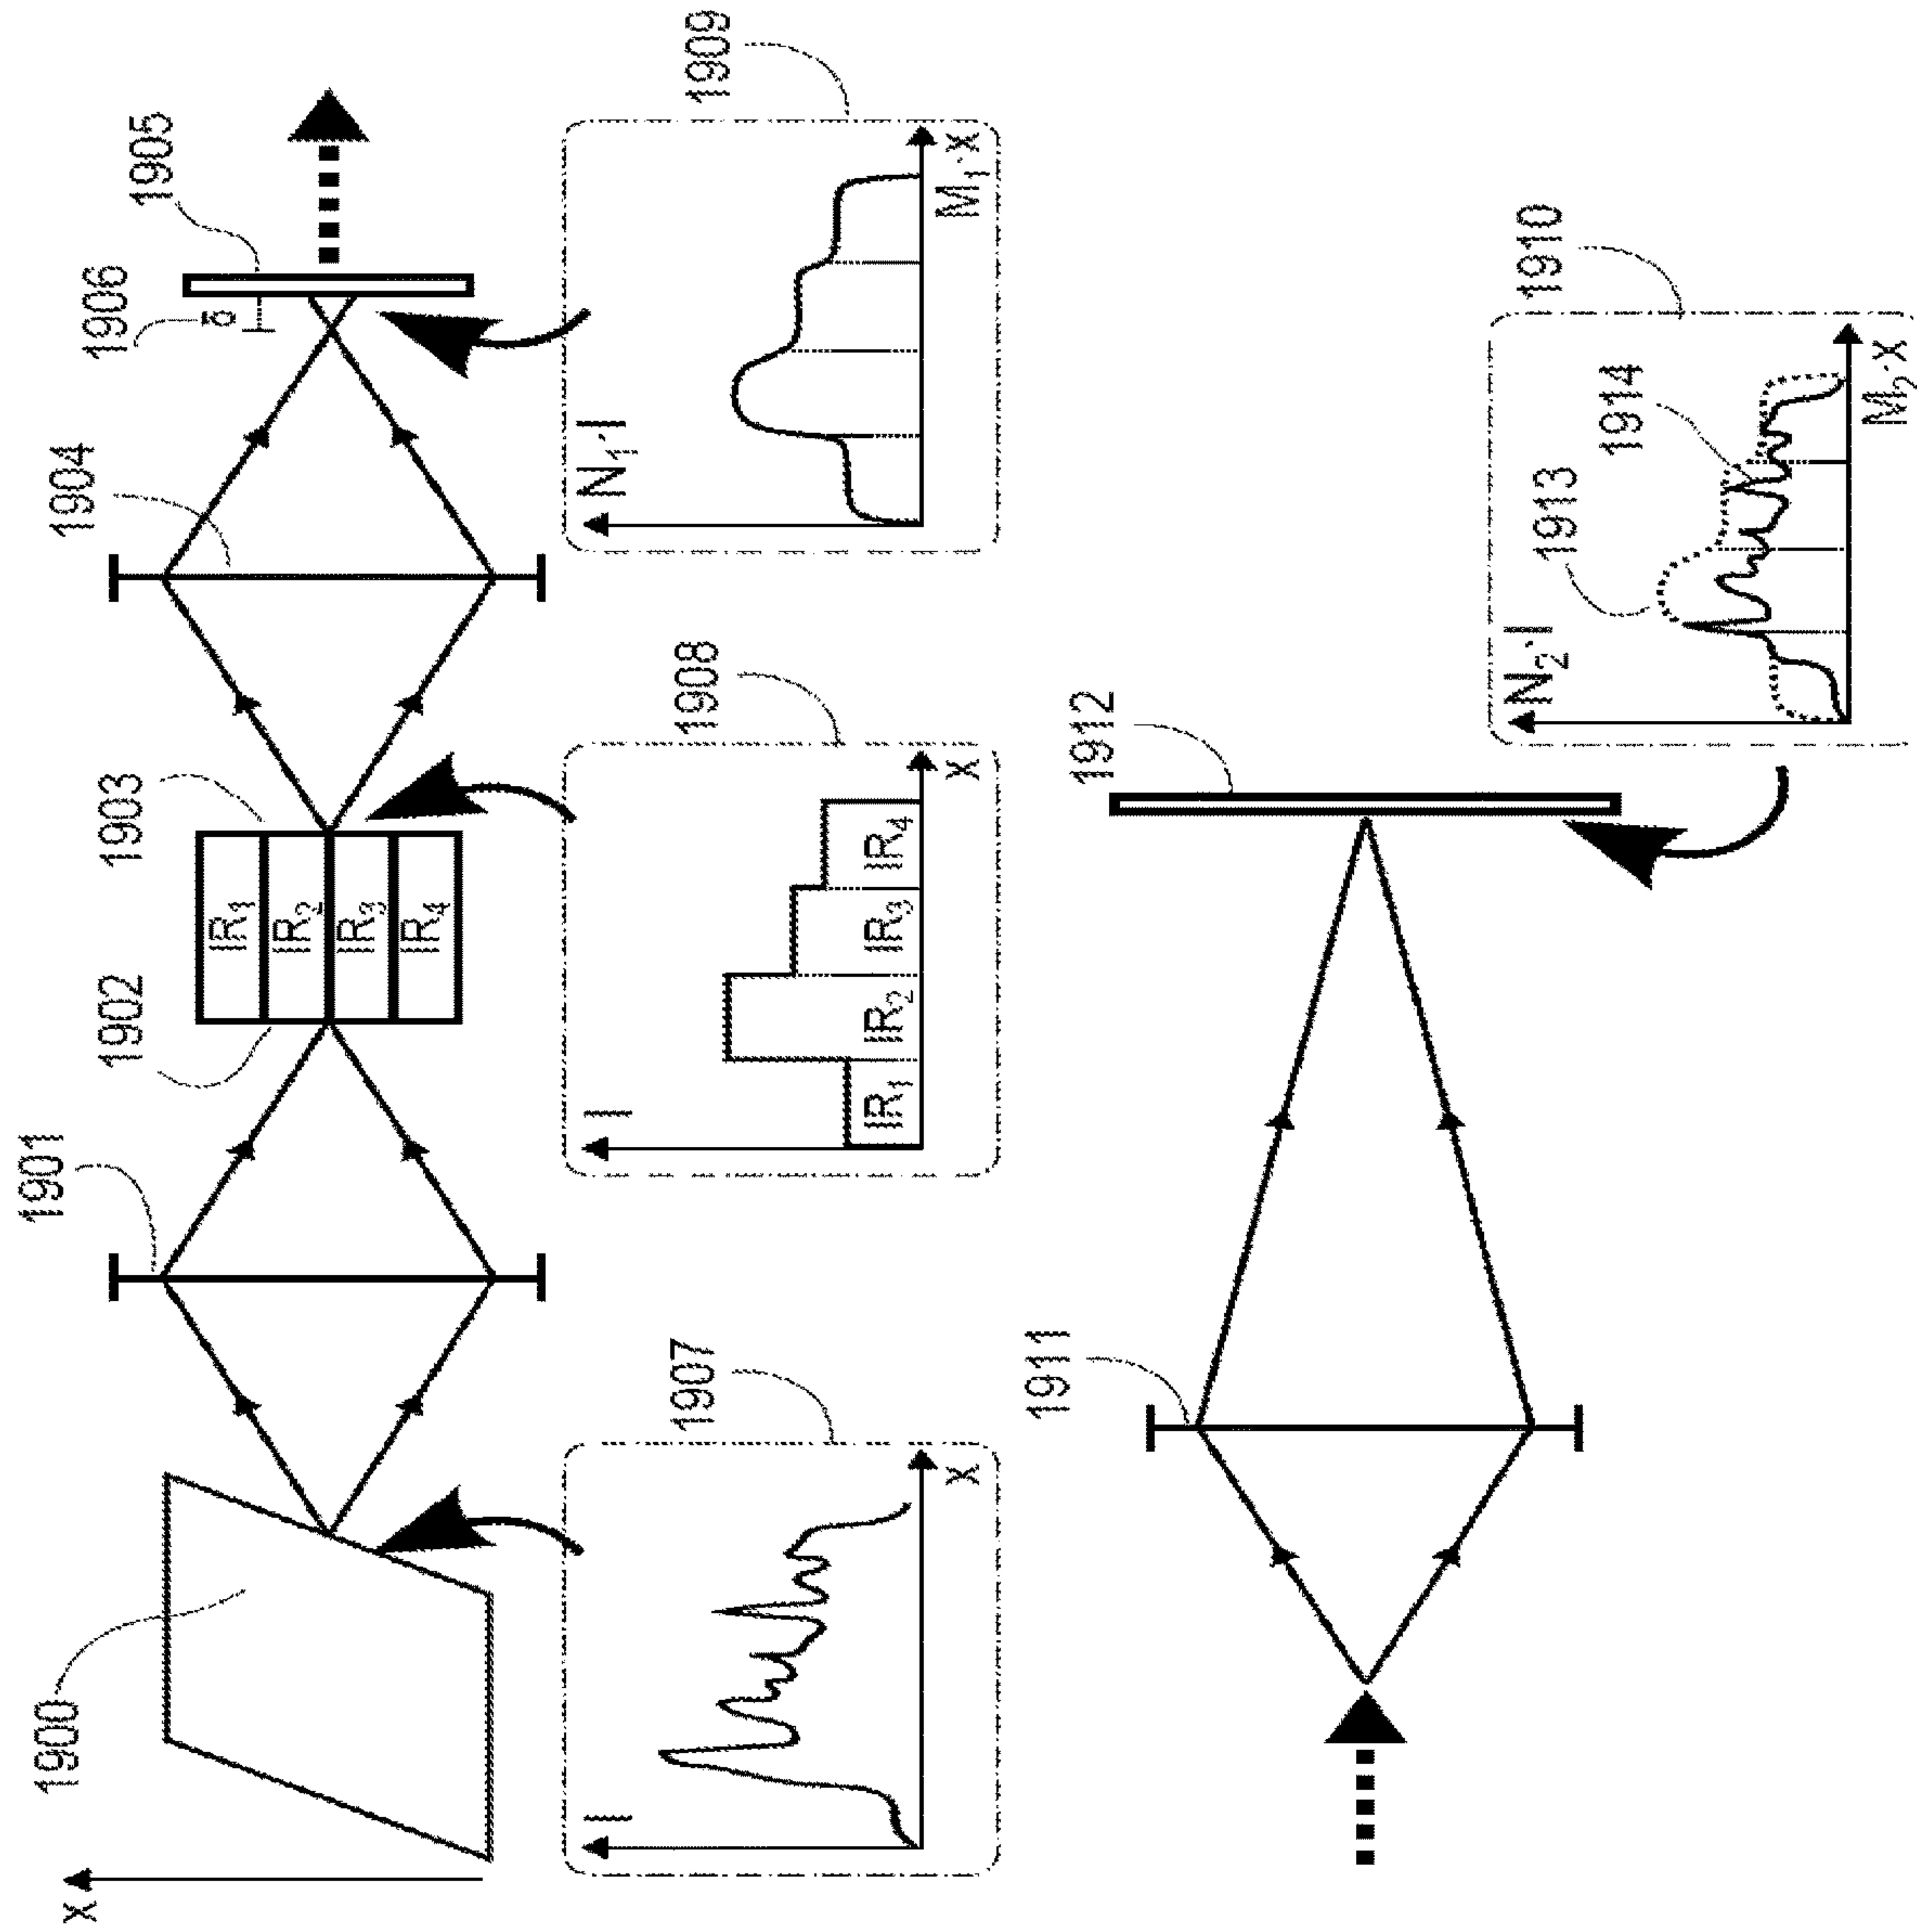 x
1900
1901
1902
1903
1904
1906
1905
δ
IR₁
IR₂
IR₃
IR₄
1907
1908
1909
I
I
N₁·I
IR₁ IR₂ IR₃ IR₄
x
x
M₁·x
1911
1912
1910
N₂·I
1913
1914
M₂·x